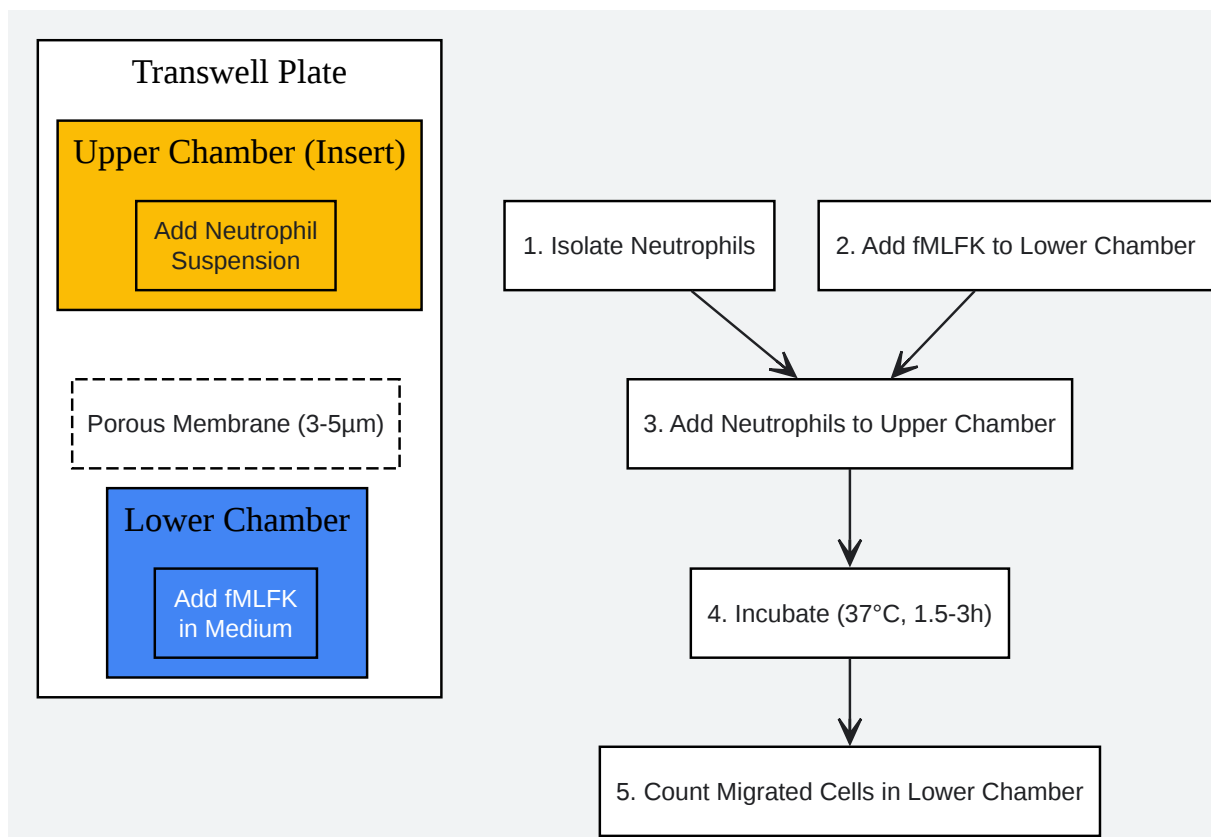 Transwell Plate
Upper Chamber (Insert)
Add Neutrophil
Suspension
Porous Membrane (3-5µm)
Lower Chamber
Add fMLFK
in Medium
1. Isolate Neutrophils
2. Add fMLFK to Lower Chamber
3. Add Neutrophils to Upper Chamber
4. Incubate (37°C, 1.5-3h)
5. Count Migrated Cells in Lower Chamber